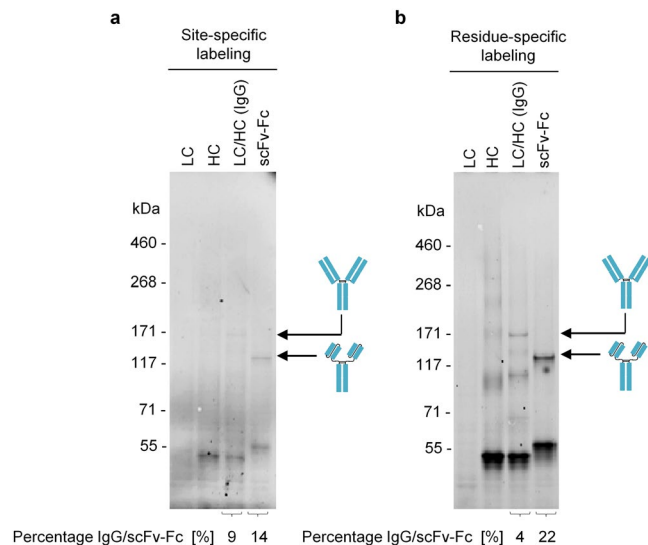 a
Site-specific
labeling
LC
HC
LC/HC (IgG)
scFv-Fc
kDa
460 -
268 -
171 -
117 -
71 -
55 -
Percentage IgG/scFv-Fc [%] 9 14
b
Residue-specific
labeling
LC
HC
LC/HC (IgG)
scFv-Fc
kDa
460 -
268 -
171 -
117 -
71 -
55 -
Percentage IgG/scFv-Fc [%] 4 22